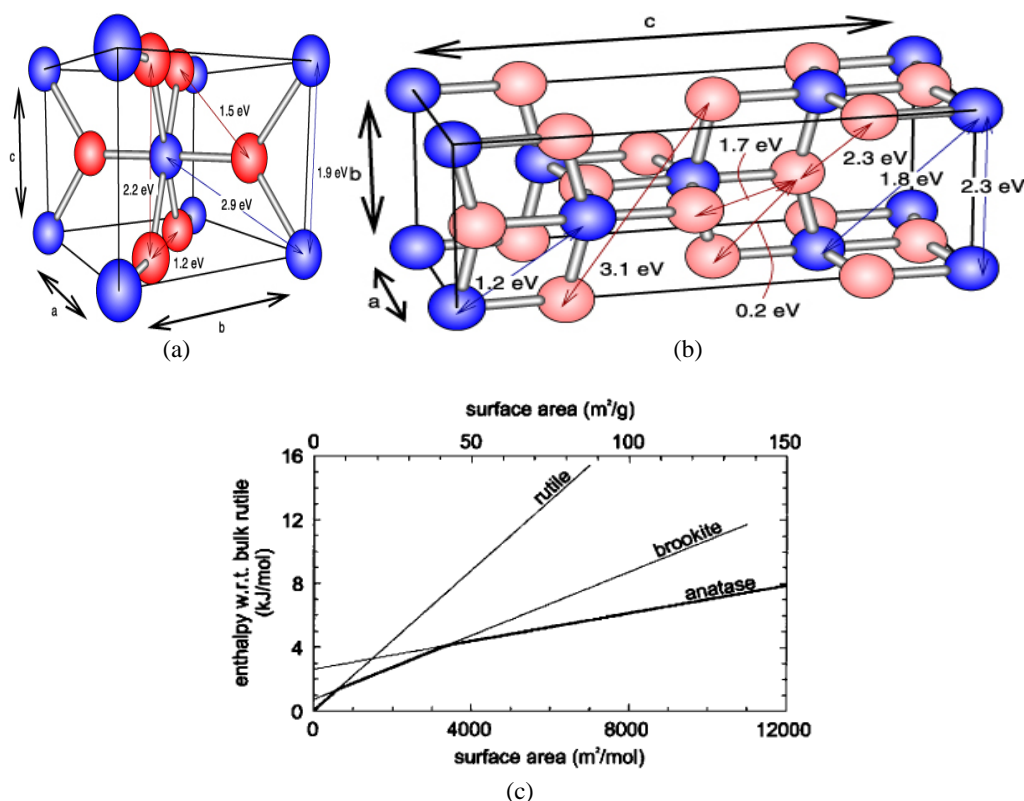 c
1.5 eV
2.2 eV
1.9 eV
2.9 eV
1.2 eV
a
b
(a)
c
b
1.7 eV
2.3 eV
1.8 eV
2.3 eV
1.2 eV
3.1 eV
a
0.2 eV
(b)
surface area (m²/g)
0 50 100 150
16
12
8
4
0
enthalpy w.r.t. bulk rutile
(kJ/mol)
rutile
brookite
anatase
0 4000 8000 12000
surface area (m²/mol)
(c)